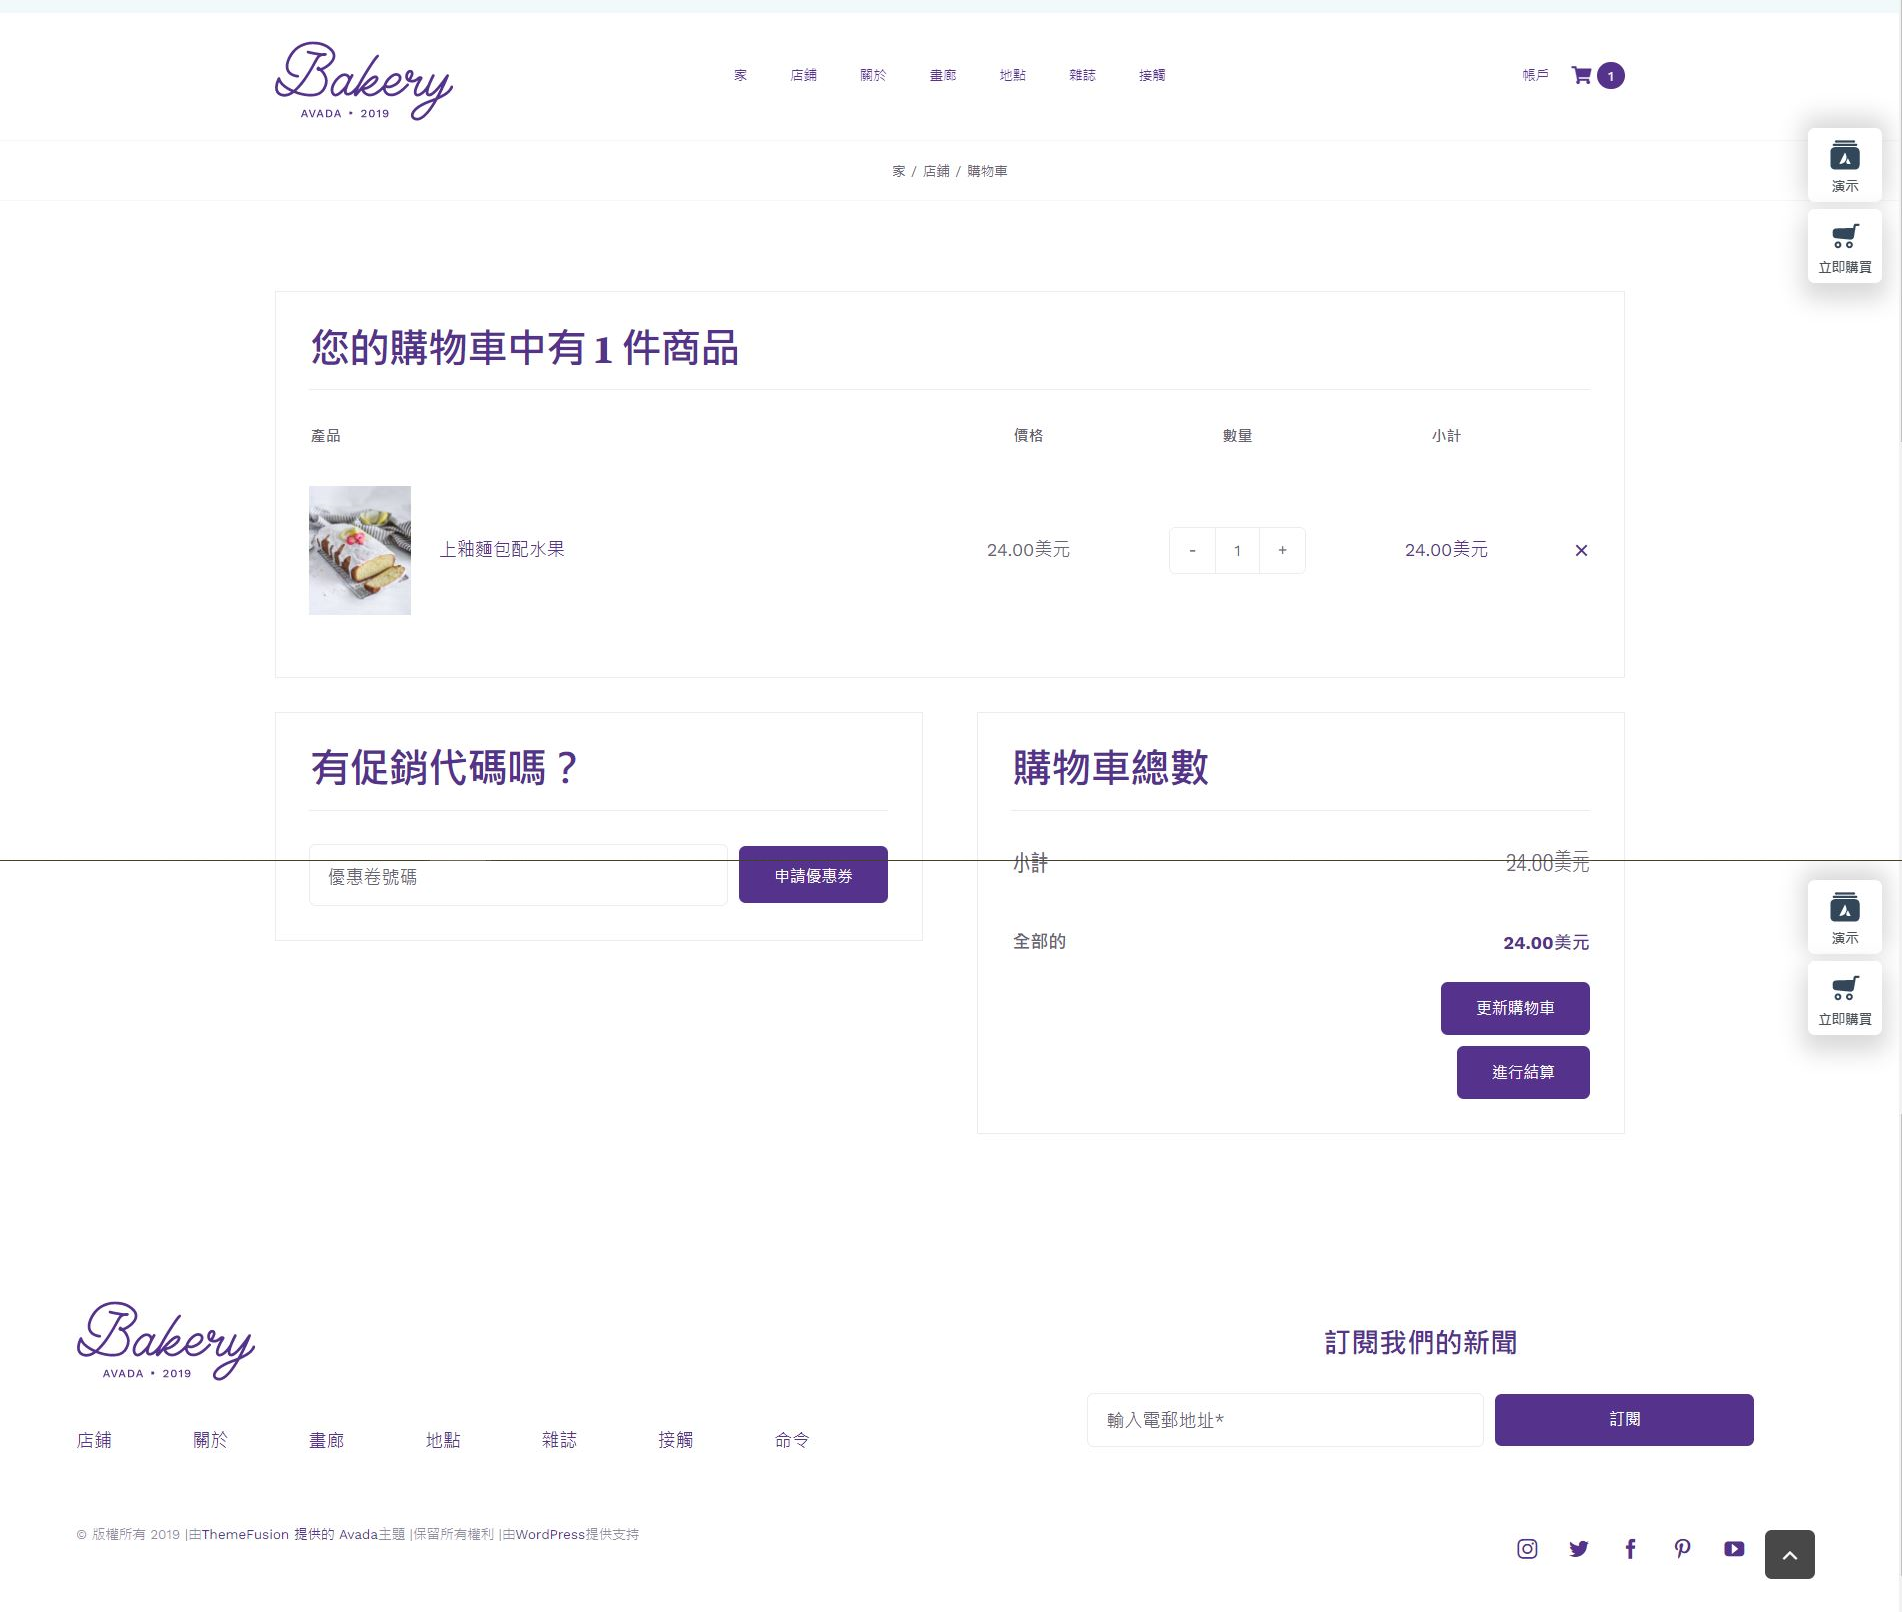 Bakery
AVADA • 2019
家 店鋪 關於 畫廊 地點 雜誌 接觸
帳戶 1
家 / 店鋪 / 購物車
演示
立即購買
您的購物車中有 1 件商品
產品 價格 數量 小計
上釉麵包配水果 24.00美元 - 1 + 24.00美元 ×
有促銷代碼嗎？
優惠卷號碼 申請優惠券
購物車總數
小計 24.00美元
全部的 24.00美元
更新購物車
進行結算
演示
立即購買
Bakery
AVADA • 2019
店鋪 關於 畫廊 地點 雜誌 接觸 命令
訂閱我們的新聞
輸入電郵地址* 訂閱
© 版權所有 2019 |由ThemeFusion 提供的 Avada主題 |保留所有權利 |由WordPress提供支持